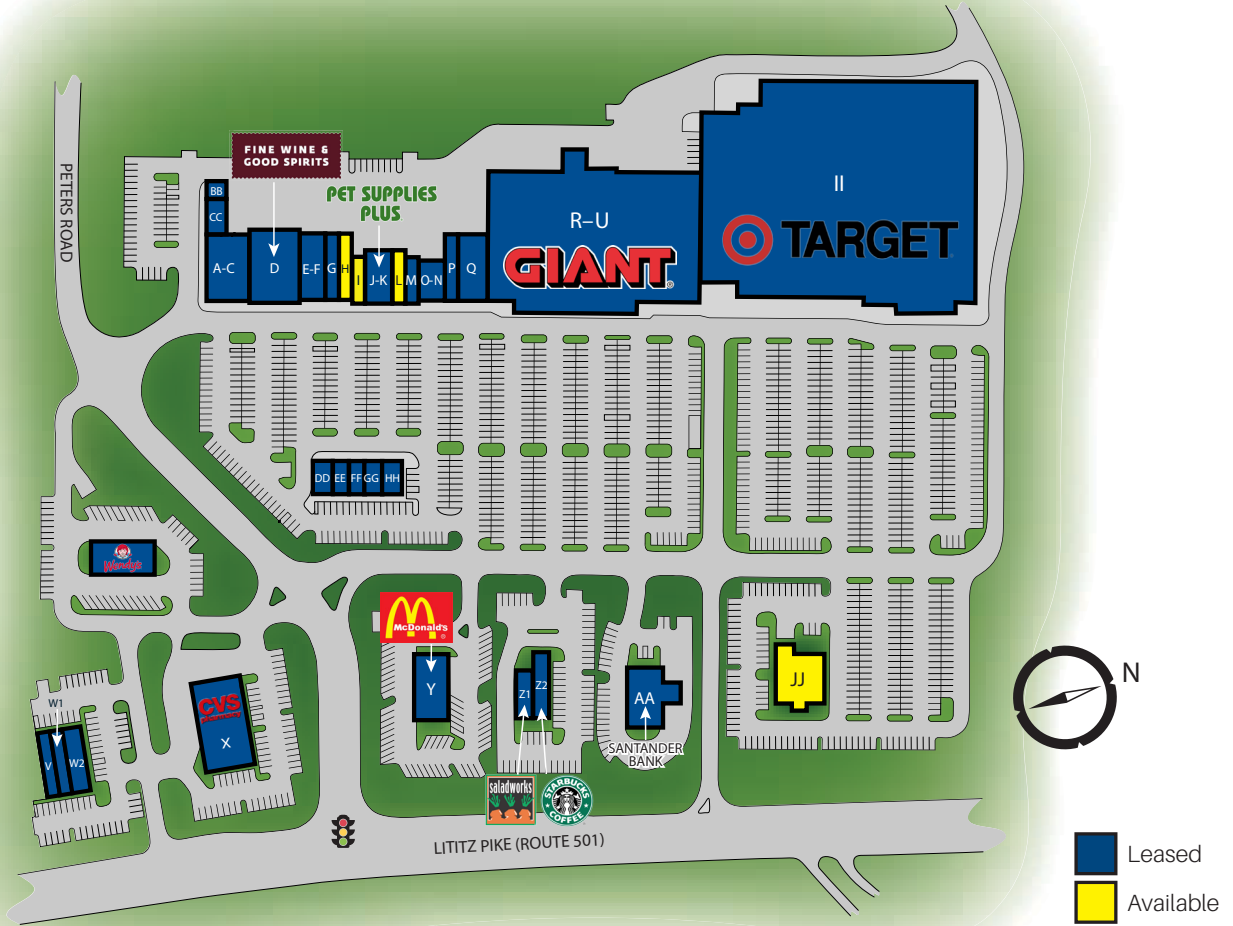 FINE WINE &
GOOD SPIRITS
PETERS ROAD
BB
CC
PET SUPPLIES
PLUS
A-C
D
E-F
G
H
I
J-K
L
M
O-N
P
Q
R–U
GIANT
®
II
TARGET
DD
EE
FF
GG
HH
Wendy's
McDonald's
®
Y
Z1
Z2
AA
SANTANDER
BANK
JJ
N
W1
V
W2
CVS
pharmacy
X
saladworks
STARBUCKS
COFFEE
LITITZ PIKE (ROUTE 501)
Leased
Available